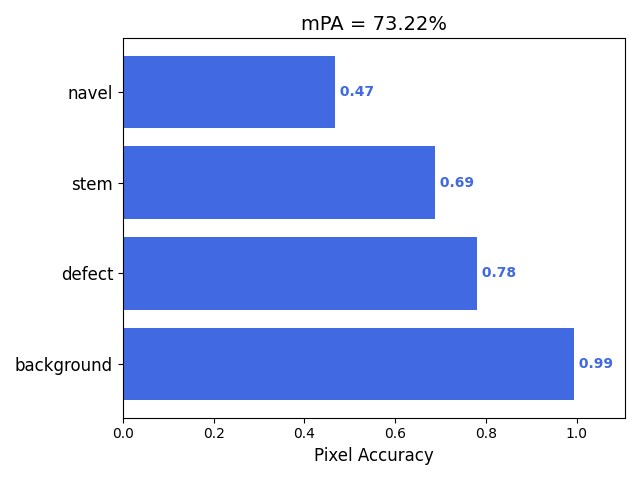 mPA = 73.22%
navel 0.47
stem 0.69
defect 0.78
background 0.99
0.0 0.2 0.4 0.6 0.8 1.0
Pixel Accuracy